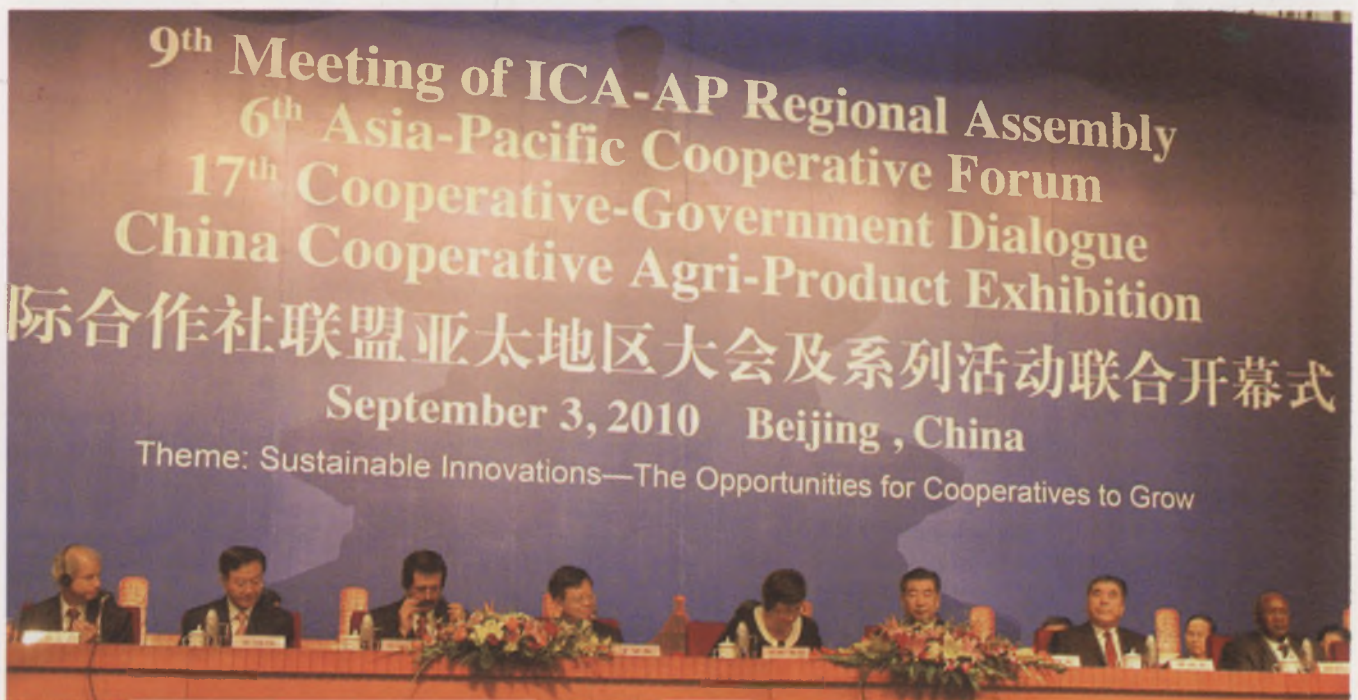 9th Meeting of ICA-AP Regional Assembly
6th Asia-Pacific Cooperative Forum
17th Cooperative-Government Dialogue
China Cooperative Agri-Product Exhibition
际合作社联盟亚太地区大会及系列活动联合开幕式
September 3, 2010 Beijing , China
Theme: Sustainable Innovations—The Opportunities for Cooperatives to Grow